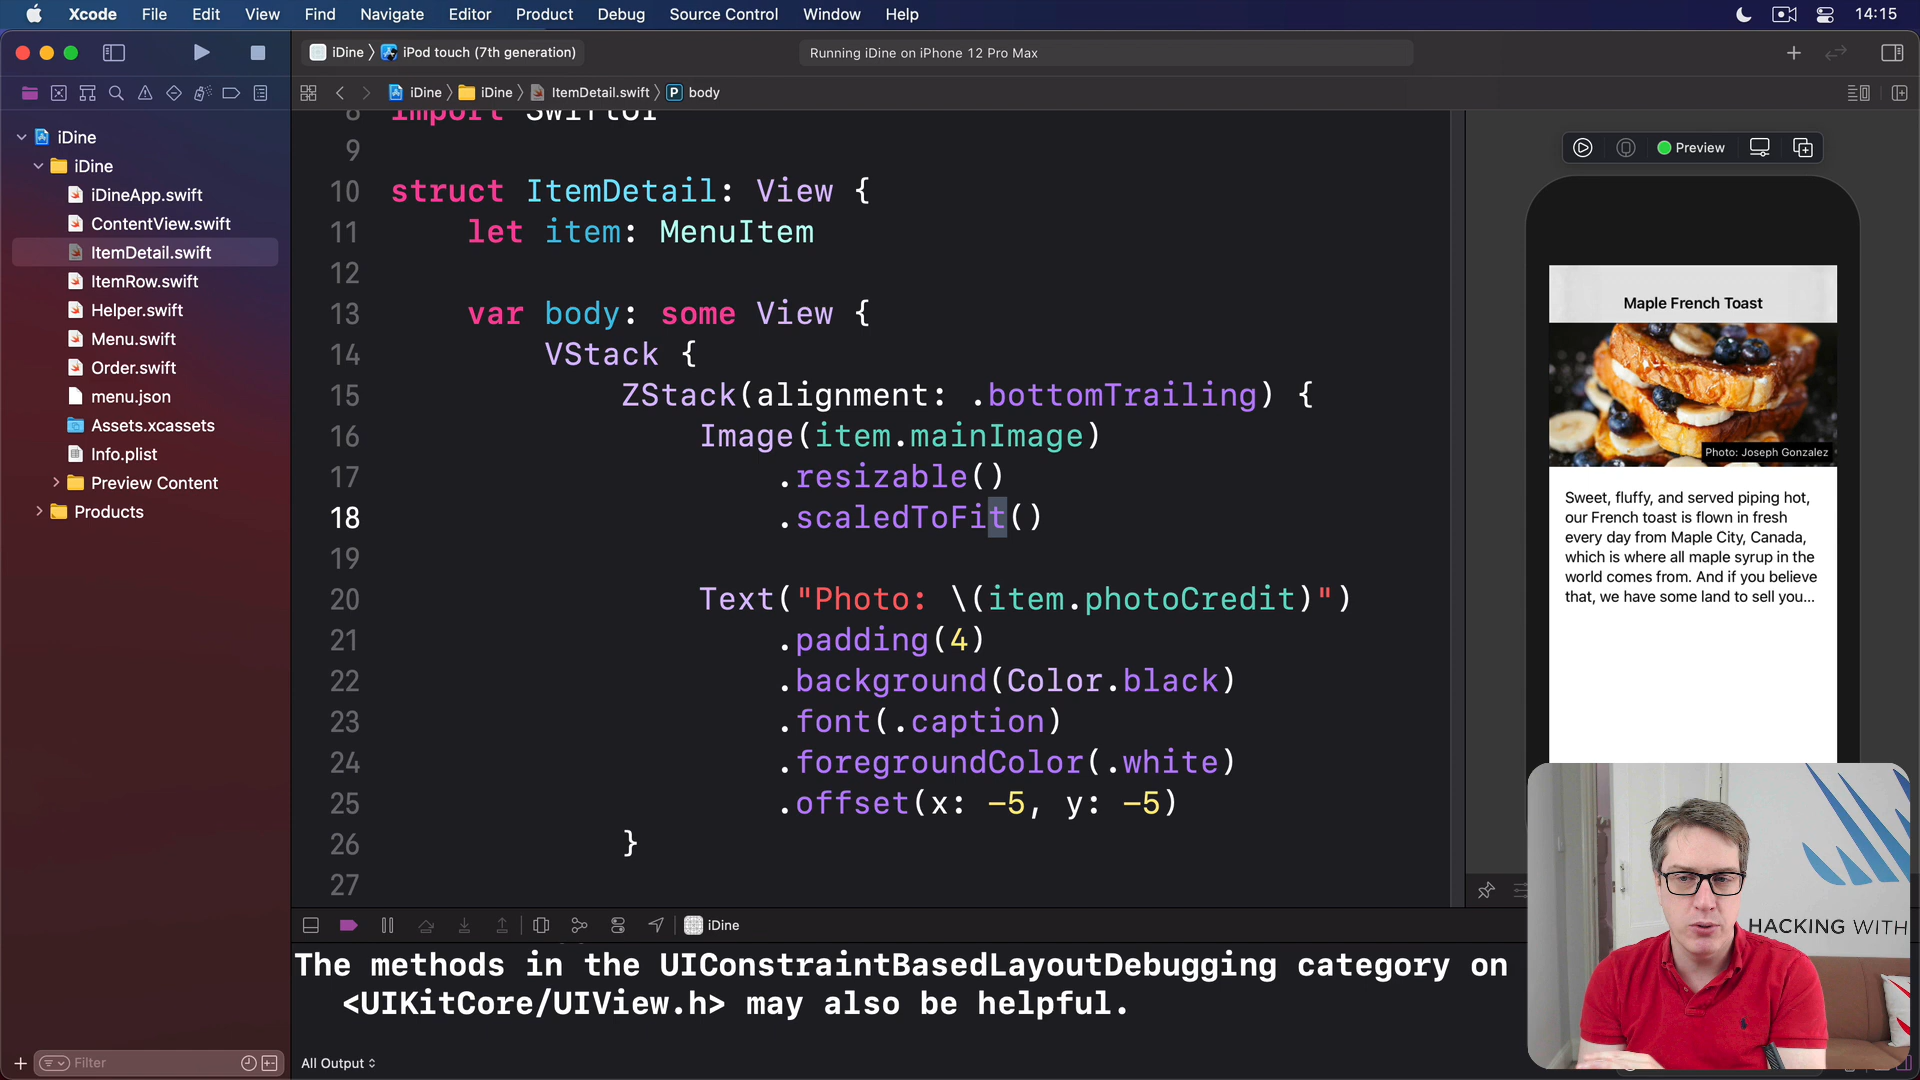 Xcode File Edit View Find Navigate Editor Product Debug Source Control Window Help 14:15
iDine iPod touch (7th generation) Running iDine on iPhone 12 Pro Max
iDine iDine ItemDetail.swift P body
iDine
iDine
iDineApp.swift
ContentView.swift
ItemDetail.swift
ItemRow.swift
Helper.swift
Menu.swift
Order.swift
menu.json
Assets.xcassets
Info.plist
Preview Content
Products
Filter
8 import SwiftUI
9
10 struct ItemDetail: View {
11 let item: MenuItem
12
13 var body: some View {
14 VStack {
15 ZStack(alignment: .bottomTrailing) {
16 Image(item.mainImage)
17 .resizable()
18 .scaledToFit()
19
20 Text("Photo: \(item.photoCredit)")
21 .padding(4)
22 .background(Color.black)
23 .font(.caption)
24 .foregroundColor(.white)
25 .offset(x: -5, y: -5)
26 }
27
Preview
Maple French Toast
Photo: Joseph Gonzalez
Sweet, fluffy, and served piping hot,
our French toast is flown in fresh
every day from Maple City, Canada,
which is where all maple syrup in the
world comes from. And if you believe
that, we have some land to sell you...
iDine
The methods in the UIConstraintBasedLayoutDebugging category on
<UIKitCore/UIView.h> may also be helpful.
All Output
HACKING WITH